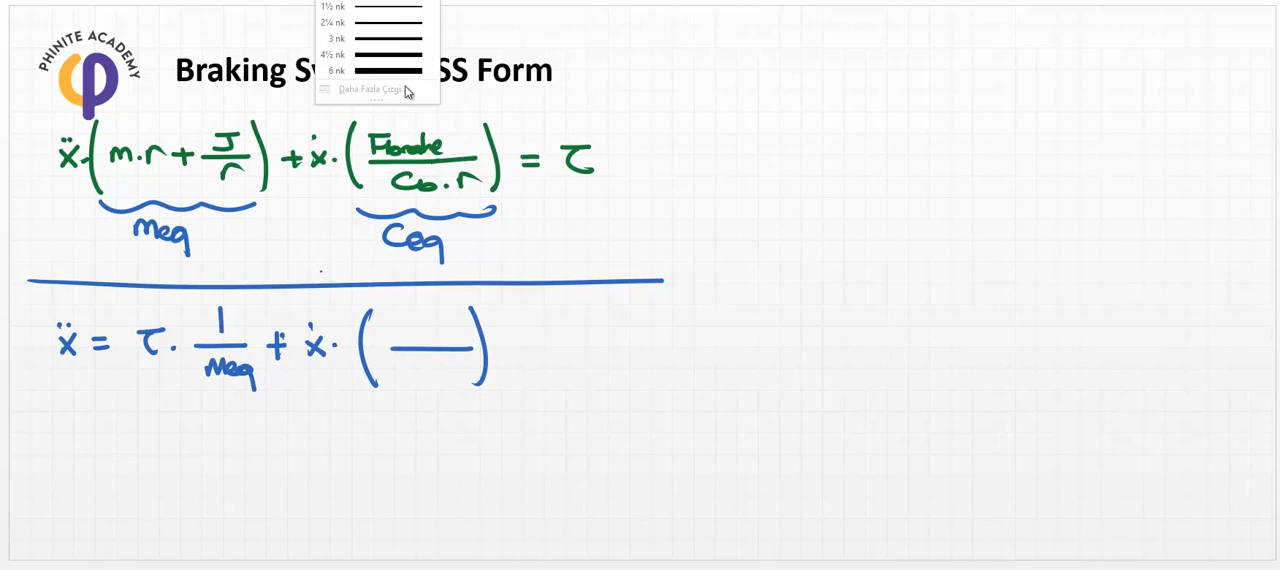 1½ nk
2¼ nk
3 nk
4½ nk
6 nk
Daha Fazla Çizgi...
PHINITE ACADEMY
Braking Sy SS Form
ẍ · (m.r + J/r) + ẋ · (Fbrake/Cb.r) = τ
Meq Ceq
ẍ = τ . 1/Meq + ẋ · ( — )